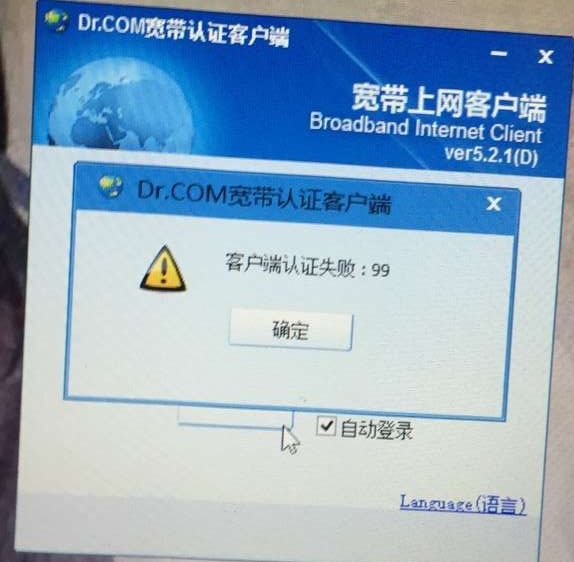 Dr.COM宽带认证客户端
宽带上网客户端
Broadband Internet Client
ver5.2.1(D)
Dr.COM宽带认证客户端
客户端认证失败：99
确定
自动登录
Language(语言)